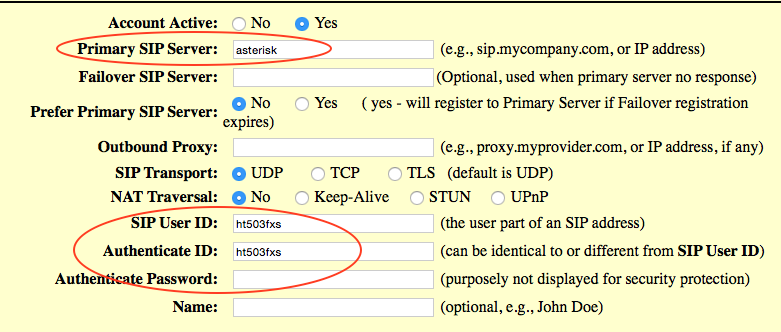 Account Active: No Yes
Primary SIP Server: asterisk (e.g., sip.mycompany.com, or IP address)
Failover SIP Server: (Optional, used when primary server no response)
Prefer Primary SIP Server: No Yes ( yes - will register to Primary Server if Failover registration
expires)
Outbound Proxy: (e.g., proxy.myprovider.com, or IP address, if any)
SIP Transport: UDP TCP TLS (default is UDP)
NAT Traversal: No Keep-Alive STUN UPnP
SIP User ID: ht503fxs (the user part of an SIP address)
Authenticate ID: ht503fxs (can be identical to or different from SIP User ID)
Authenticate Password: (purposely not displayed for security protection)
Name: (optional, e.g., John Doe)